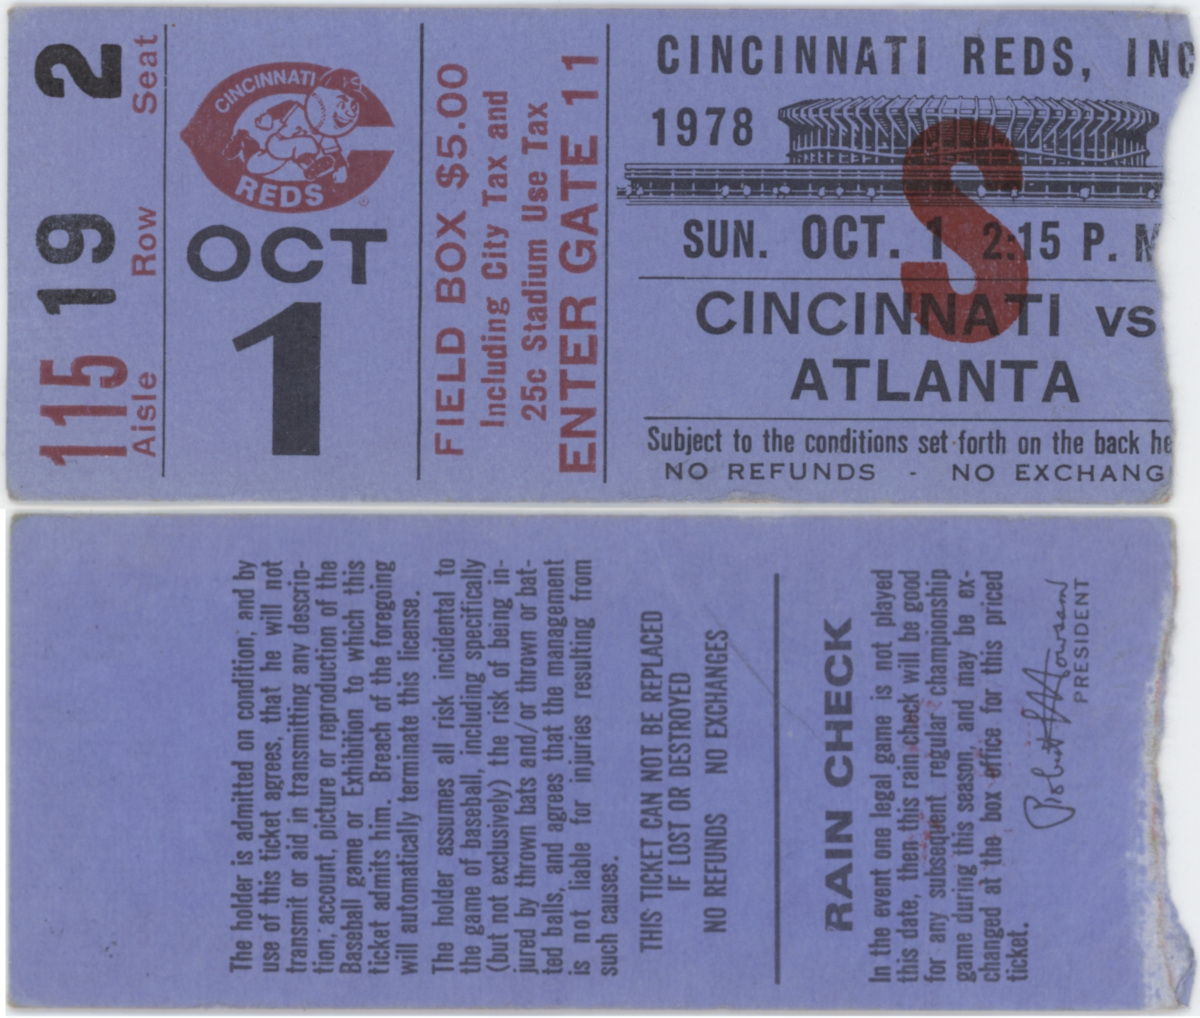 2
Seat
19
Row
115
Aisle
CINCINNATI
REDS
®
OCT
1
FIELD BOX $5.00
Including City Tax and
25c Stadium Use Tax
ENTER GATE 11
CINCINNATI REDS, INC
1978
S
SUN. OCT. 1 2:15 P. M
CINCINNATI vs
ATLANTA
Subject to the conditions set forth on the back he
NO REFUNDS - NO EXCHANG
The holder is admitted on condition, and by
use of this ticket agrees, that he will not
transmit or aid in transmitting any descrip-
tion, account, picture or reproduction of the
Baseball game or Exhibition to which this
ticket admits him. Breach of the foregoing
will automatically terminate this license.
The holder assumes all risk incidental to
the game of baseball, including specifically
(but not exclusively) the risk of being in-
jured by thrown bats and/or thrown or bat-
ted balls, and agrees that the management
is not liable for injuries resulting from
such causes.
THIS TICKET CAN NOT BE REPLACED
IF LOST OR DESTROYED
NO REFUNDS NO EXCHANGES
RAIN CHECK
In the event one legal game is not played
this date, then this rain check will be good
for any subsequent regular championship
game during this season, and may be ex-
changed at the box office for this priced
ticket.
Robert L Howsam
PRESIDENT